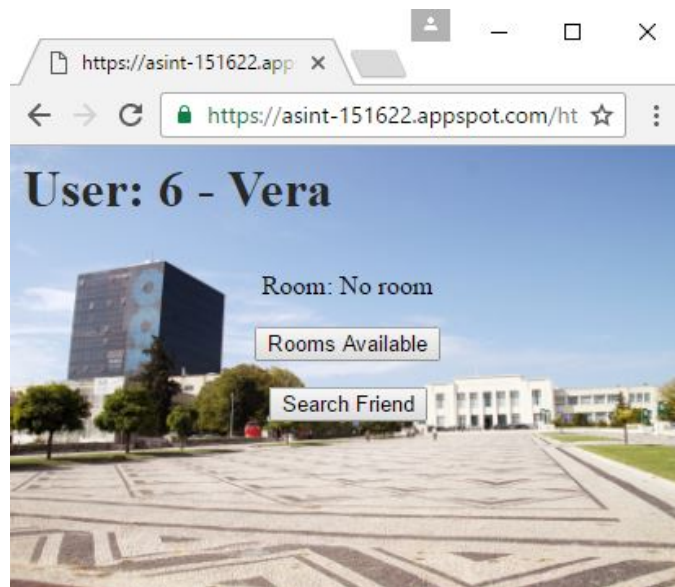 https://asint-151622.app
https://asint-151622.appspot.com/ht
User: 6 - Vera
Room: No room
Rooms Available
Search Friend